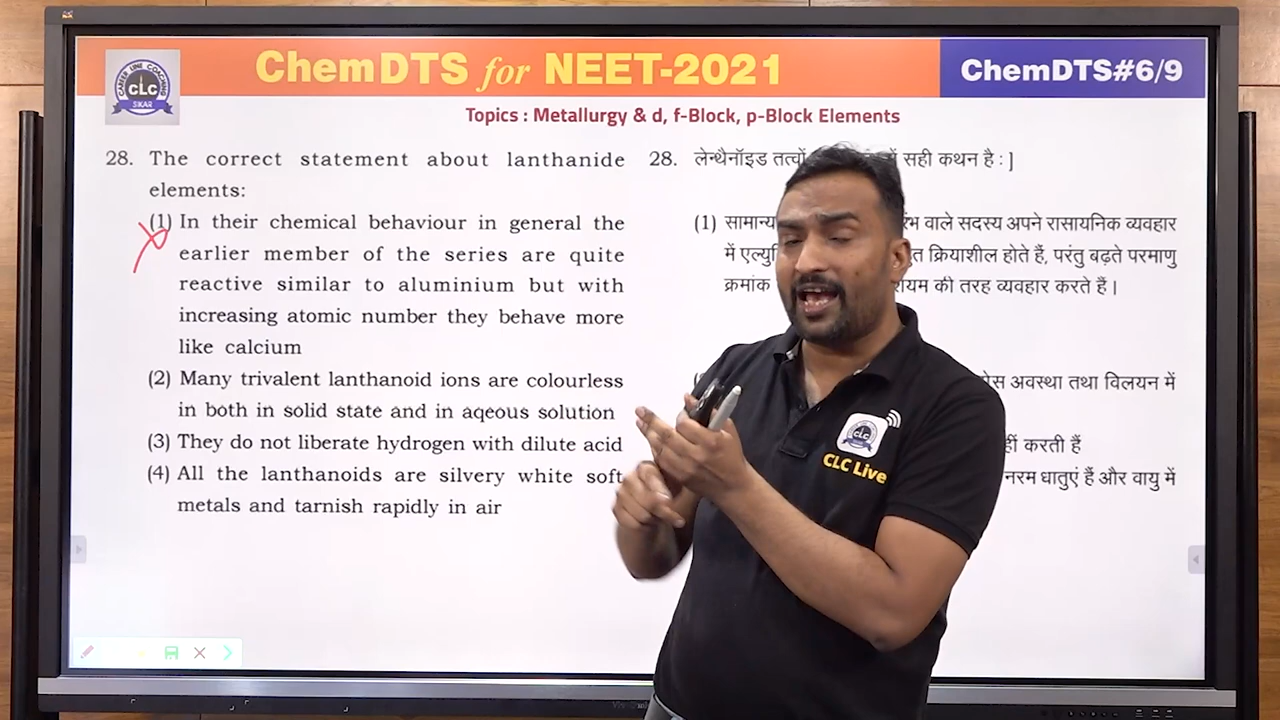 ChemDTS for NEET-2021
ChemDTS#6/9
CAREER LINE COACHING
CLC
SIKAR
Topics : Metallurgy & d, f-Block, p-Block Elements
28. The correct statement about lanthanide
elements:
(1) In their chemical behaviour in general the
earlier member of the series are quite
reactive similar to aluminium but with
increasing atomic number they behave more
like calcium
(2) Many trivalent lanthanoid ions are colourless
in both in solid state and in aqeous solution
(3) They do not liberate hydrogen with dilute acid
(4) All the lanthanoids are silvery white soft
metals and tarnish rapidly in air
28. लेन्थैनॉइड तत्वों में सही कथन है : ]
(1) सामान्य वाले सदस्य अपने रासायनिक व्यवहार
में क्रियाशील होते हैं, परंतु बढ़ते परमाणु
क्रमांक की तरह व्यवहार करते हैं।
अवस्था तथा विलयन में
करती हैं
नरम धातुएं हैं और वायु में
CLC
CLC Live